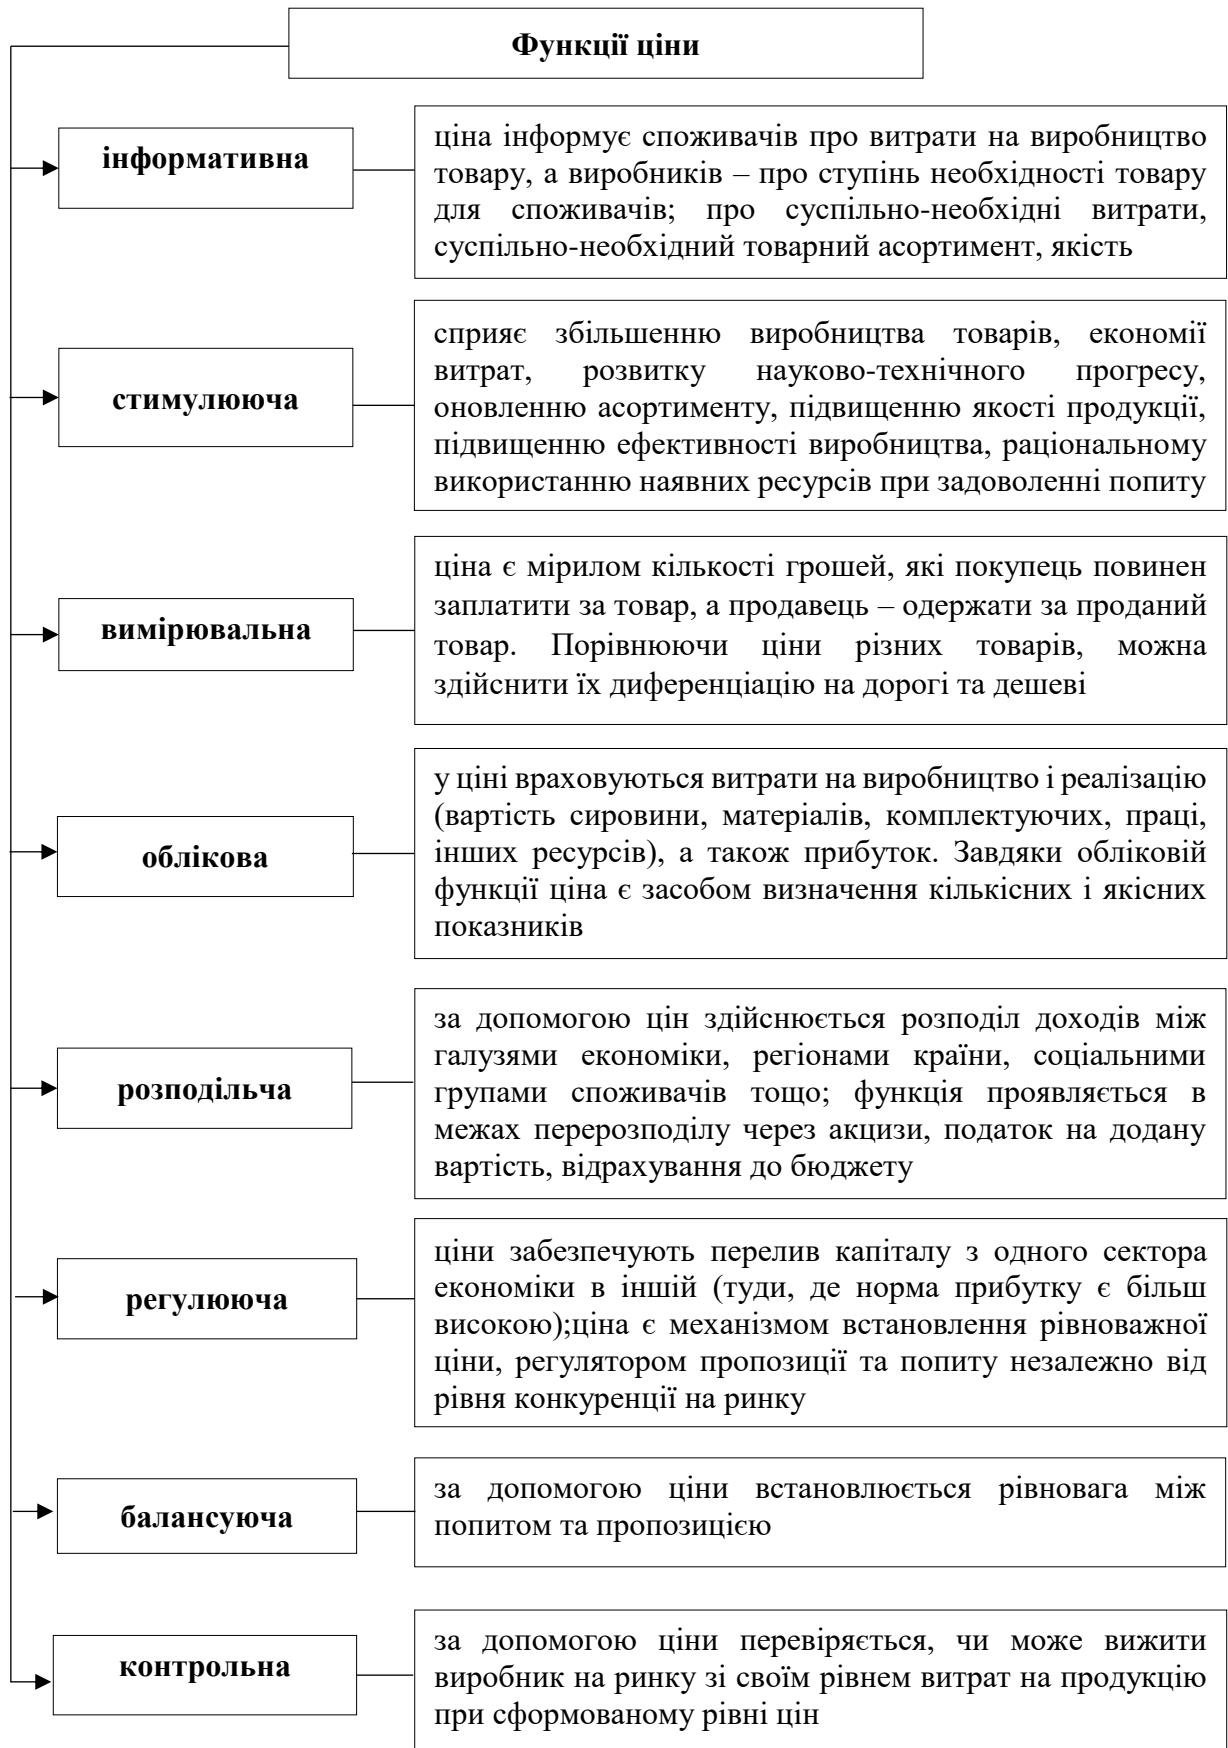 Функції ціни
інформативна
ціна інформує споживачів про витрати на виробництво
товару, а виробників – про ступінь необхідності товару
для споживачів; про суспільно-необхідні витрати,
суспільно-необхідний товарний асортимент, якість
стимулююча
сприяє збільшенню виробництва товарів, економії
витрат, розвитку науково-технічного прогресу,
оновленню асортименту, підвищенню якості продукції,
підвищенню ефективності виробництва, раціональному
використанню наявних ресурсів при задоволенні попиту
вимірювальна
ціна є мірилом кількості грошей, які покупець повинен
заплатити за товар, а продавець – одержати за проданий
товар. Порівнюючи ціни різних товарів, можна
здійснити їх диференціацію на дорогі та дешеві
облікова
у ціні враховуються витрати на виробництво і реалізацію
(вартість сировини, матеріалів, комплектуючих, праці,
інших ресурсів), а також прибуток. Завдяки обліковій
функції ціна є засобом визначення кількісних і якісних
показників
розподільча
за допомогою цін здійснюється розподіл доходів між
галузями економіки, регіонами країни, соціальними
групами споживачів тощо; функція проявляється в
межах перерозподілу через акцизи, податок на додану
вартість, відрахування до бюджету
регулююча
ціни забезпечують перелив капіталу з одного сектора
економіки в іншій (туди, де норма прибутку є більш
високою);ціна є механізмом встановлення рівноважної
ціни, регулятором пропозиції та попиту незалежно від
рівня конкуренції на ринку
балансуюча
за допомогою ціни встановлюється рівновага між
попитом та пропозицією
контрольна
за допомогою ціни перевіряється, чи може вижити
виробник на ринку зі своїм рівнем витрат на продукцію
при сформованому рівні цін